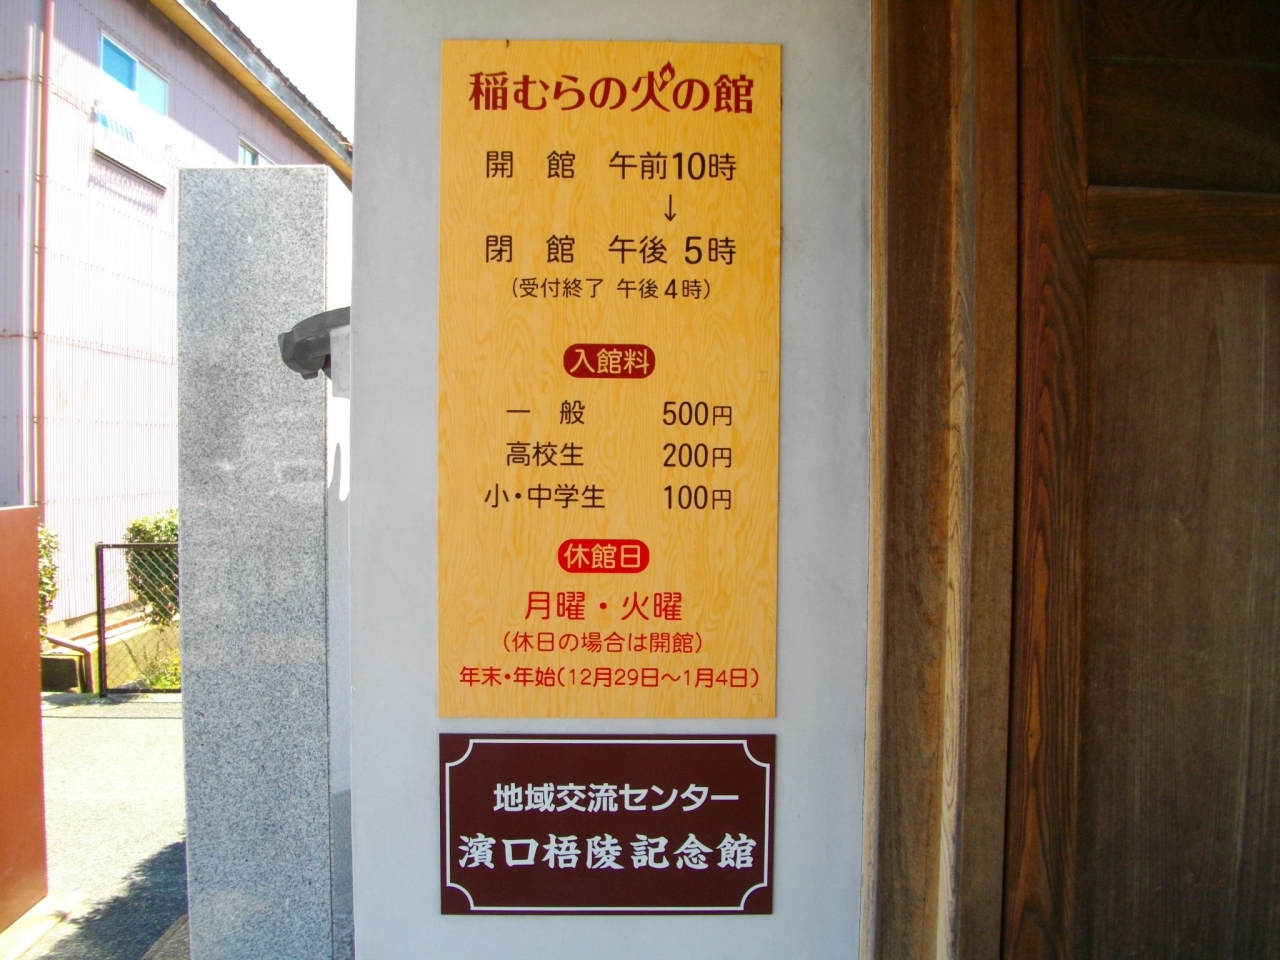 稲むらの火の館
開　館　午前10時
↓
閉　館　午後 5時
(受付終了 午後4時)
入館料
一　般　500円
高校生　200円
小・中学生　100円
休館日
月曜・火曜
(休日の場合は開館)
年末・年始(12月29日～1月4日)
地域交流センター
濱口梧陵記念館